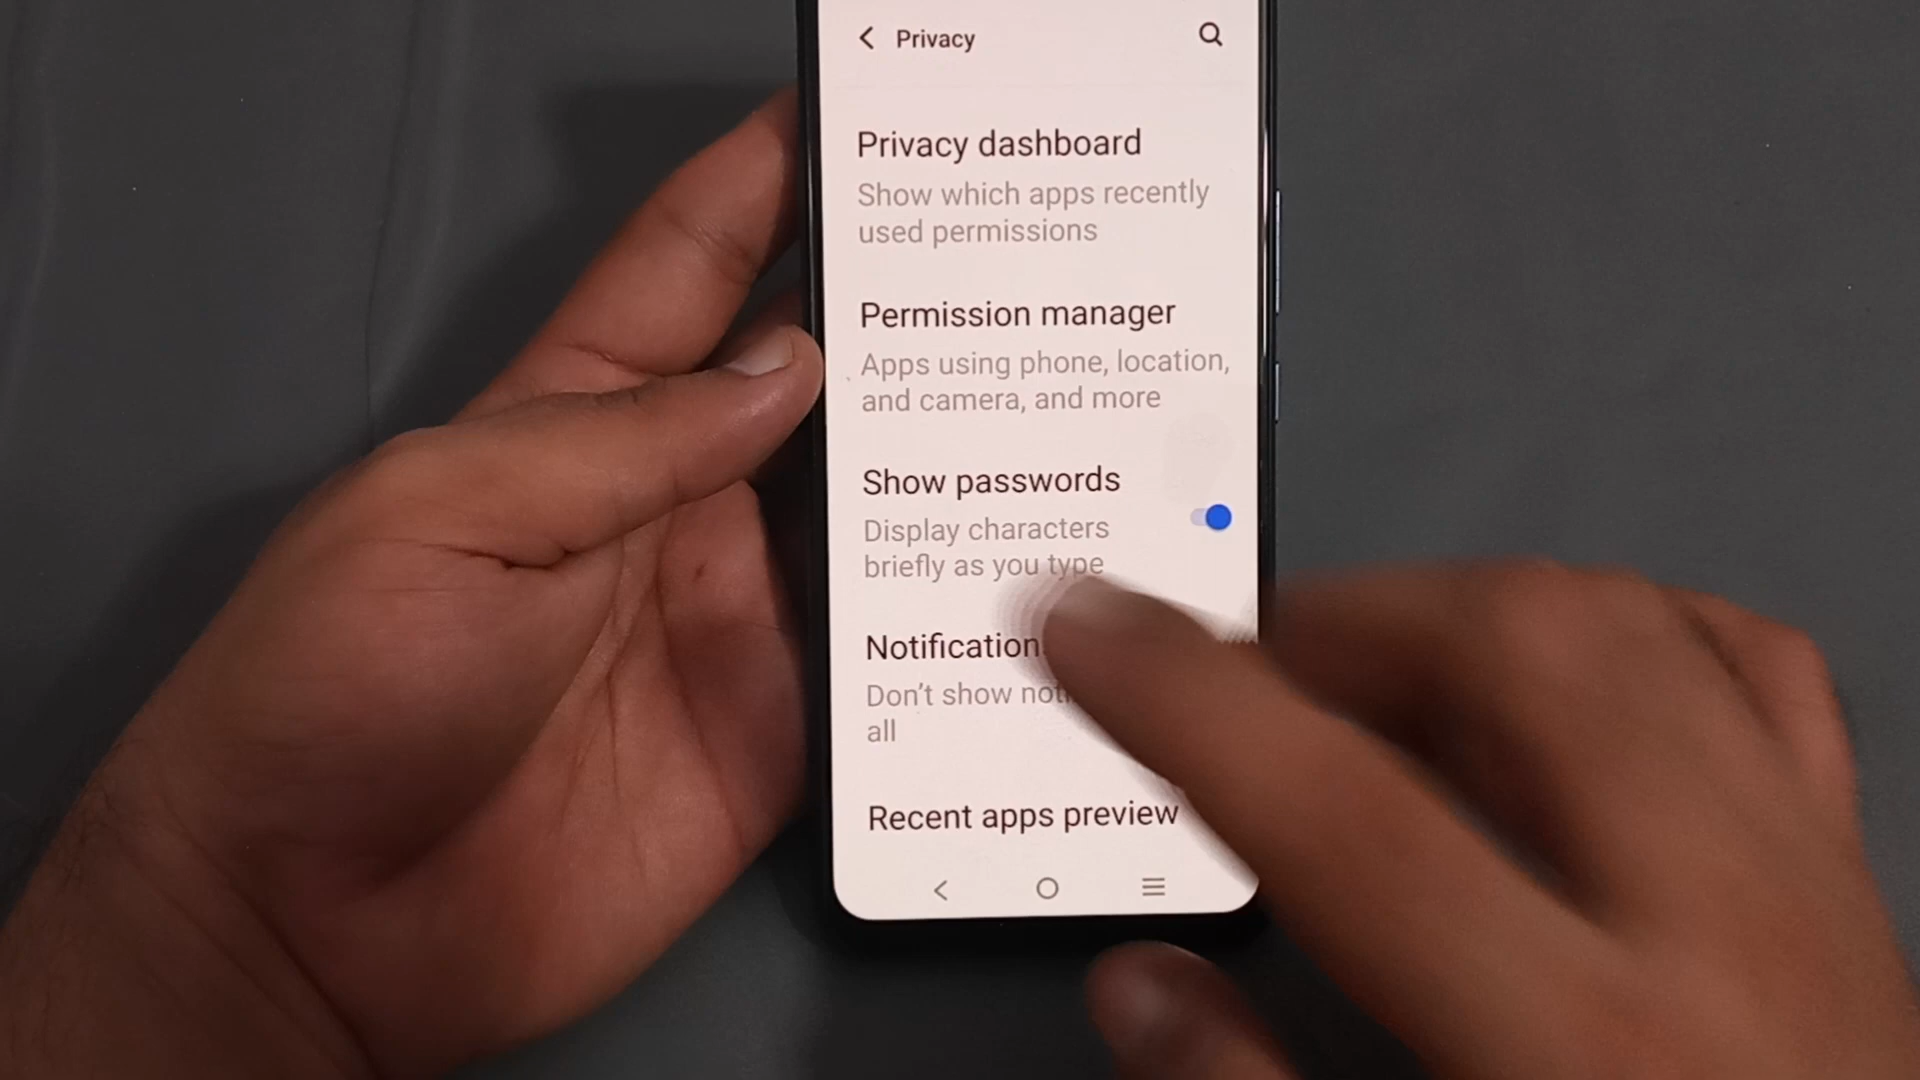 Privacy
Privacy dashboard
Show which apps recently
used permissions
Permission manager
Apps using phone, location,
and camera, and more
Show passwords
Display characters
briefly as you type
Notification
Don't show
all
Recent apps preview